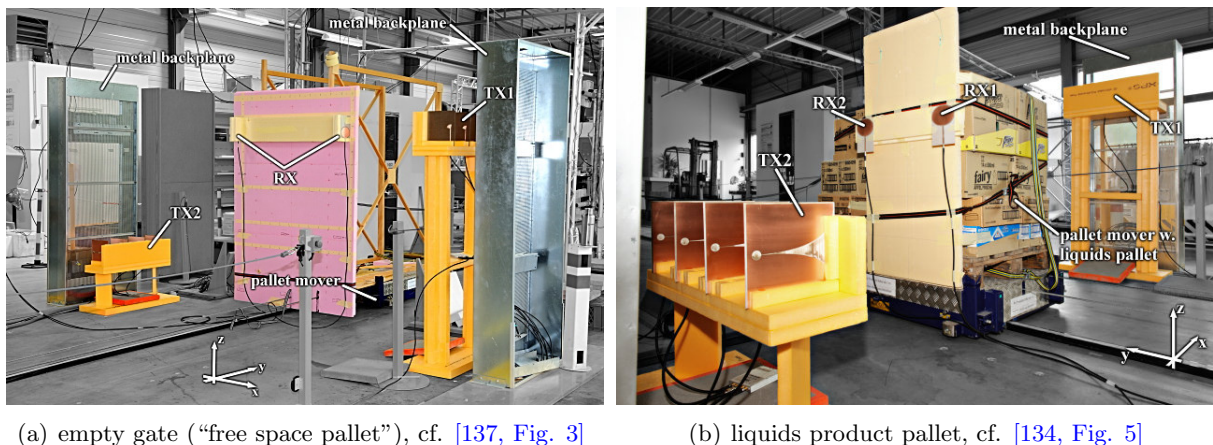 metal backplane
metal backplane
TX1
RX
TX2
pallet mover
z
y
x
metal backplane
RX2
RX1
TX1
TX2
fairy
pallet mover w.
liquids pallet
z
x
y
(a) empty gate (“free space pallet”), cf. [137, Fig. 3]
(b) liquids product pallet, cf. [134, Fig. 5]